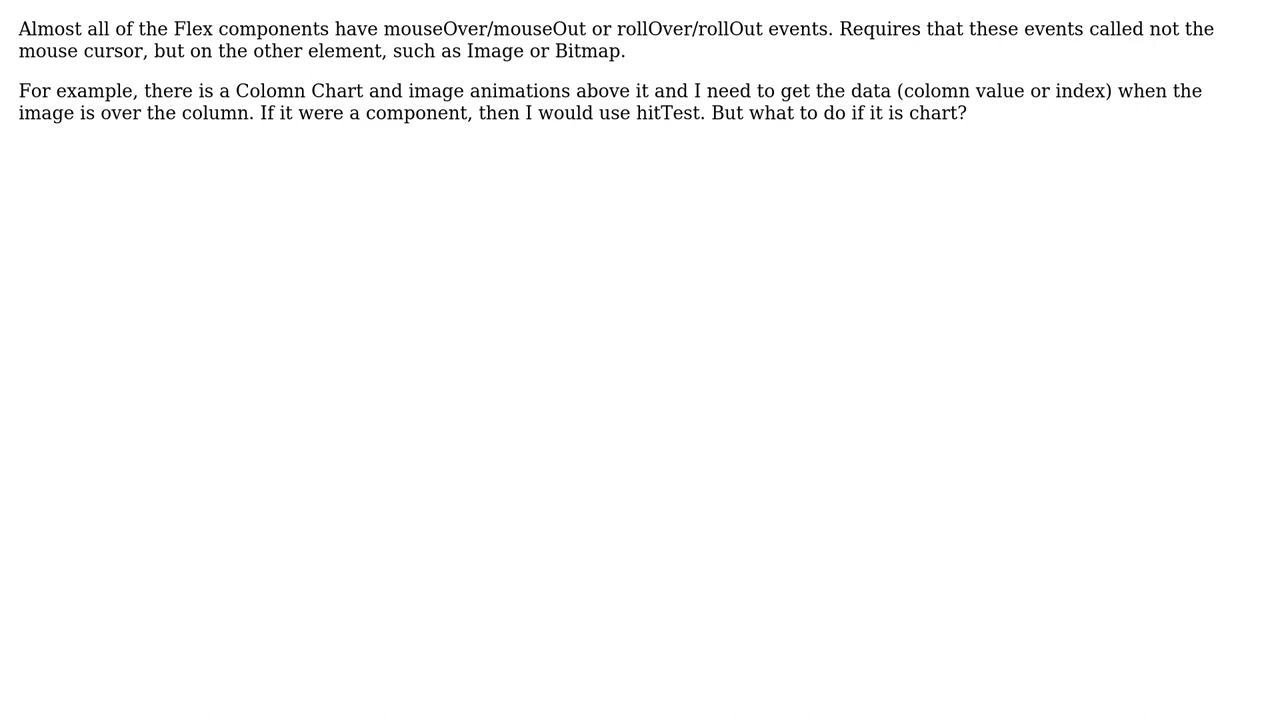 Almost all of the Flex components have mouseOver/mouseOut or rollOver/rollOut events. Requires that these events called not the
mouse cursor, but on the other element, such as Image or Bitmap.
For example, there is a Colomn Chart and image animations above it and I need to get the data (colomn value or index) when the
image is over the column. If it were a component, then I would use hitTest. But what to do if it is chart?